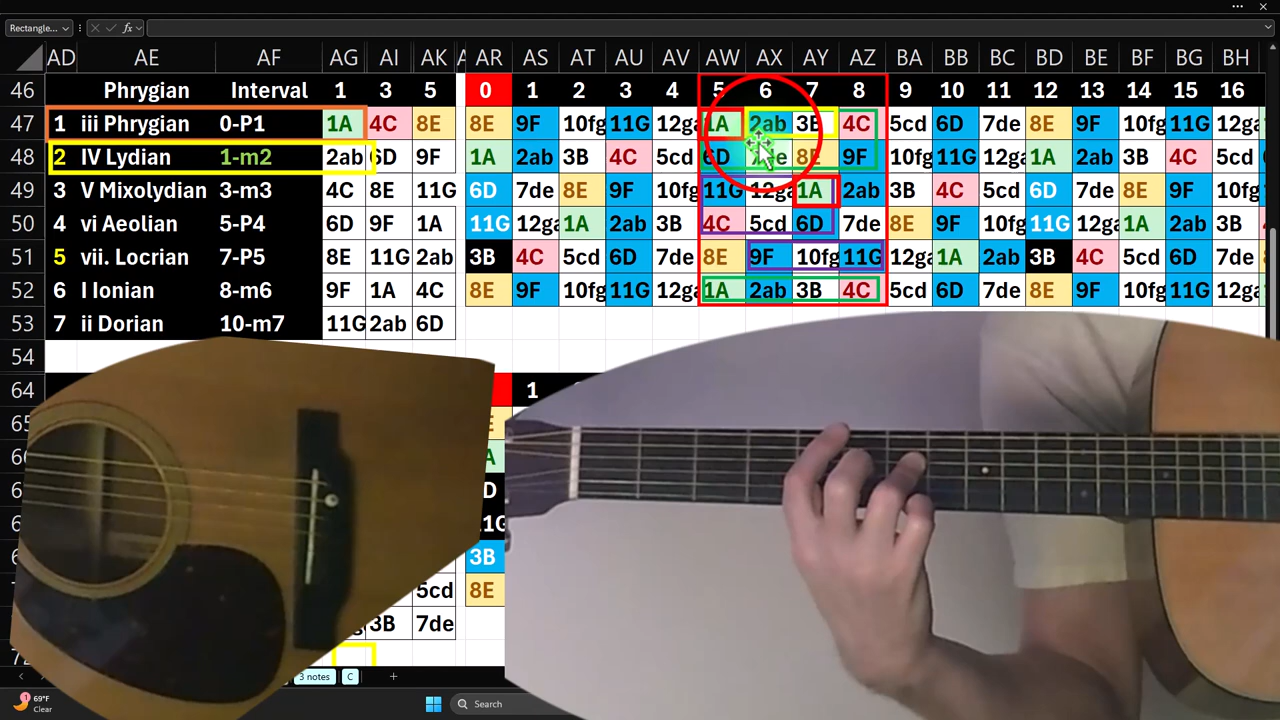 Rectangle...
fx
AD AE AF AG AI AK AR AS AT AU AV AW AX AY AZ BA BB BC BD BE BF BG BH
46 Phrygian Interval 1 3 5 0 1 2 3 4 5 6 7 8 9 10 11 12 13 14 15 16
47 1 iii Phrygian 0-P1 1A 4C 8E 8E 9F 10fg 11G 12ga 1A 2ab 3B 4C 5cd 6D 7de 8E 9F 10fg 11G 12ga
48 2 IV Lydian 1-m2 2ab 6D 9F 1A 2ab 3B 4C 5cd 6D 8E 9F 10fg 11G 12ga 1A 2ab 3B 4C 5cd
49 3 V Mixolydian 3-m3 4C 8E 11G 6D 7de 8E 9F 10fg 11G 12ga 1A 2ab 3B 4C 5cd 6D 7de 8E 9F 10fg
50 4 vi Aeolian 5-P4 6D 9F 1A 11G 12ga 1A 2ab 3B 4C 5cd 6D 7de 8E 9F 10fg 11G 12ga 1A 2ab 3B
51 5 vii. Locrian 7-P5 8E 11G 2ab 3B 4C 5cd 6D 7de 8E 9F 10fg 11G 12ga 1A 2ab 3B 4C 5cd 6D 7de
52 6 I Ionian 8-m6 9F 1A 4C 8E 9F 10fg 11G 12ga 1A 2ab 3B 4C 5cd 6D 7de 8E 9F 10fg 11G 12ga
53 7 ii Dorian 10-m7 11G 2ab 6D
54
64 1
3B
8E
5cd
3B 7de
3 notes C
69°F
Clear
Search